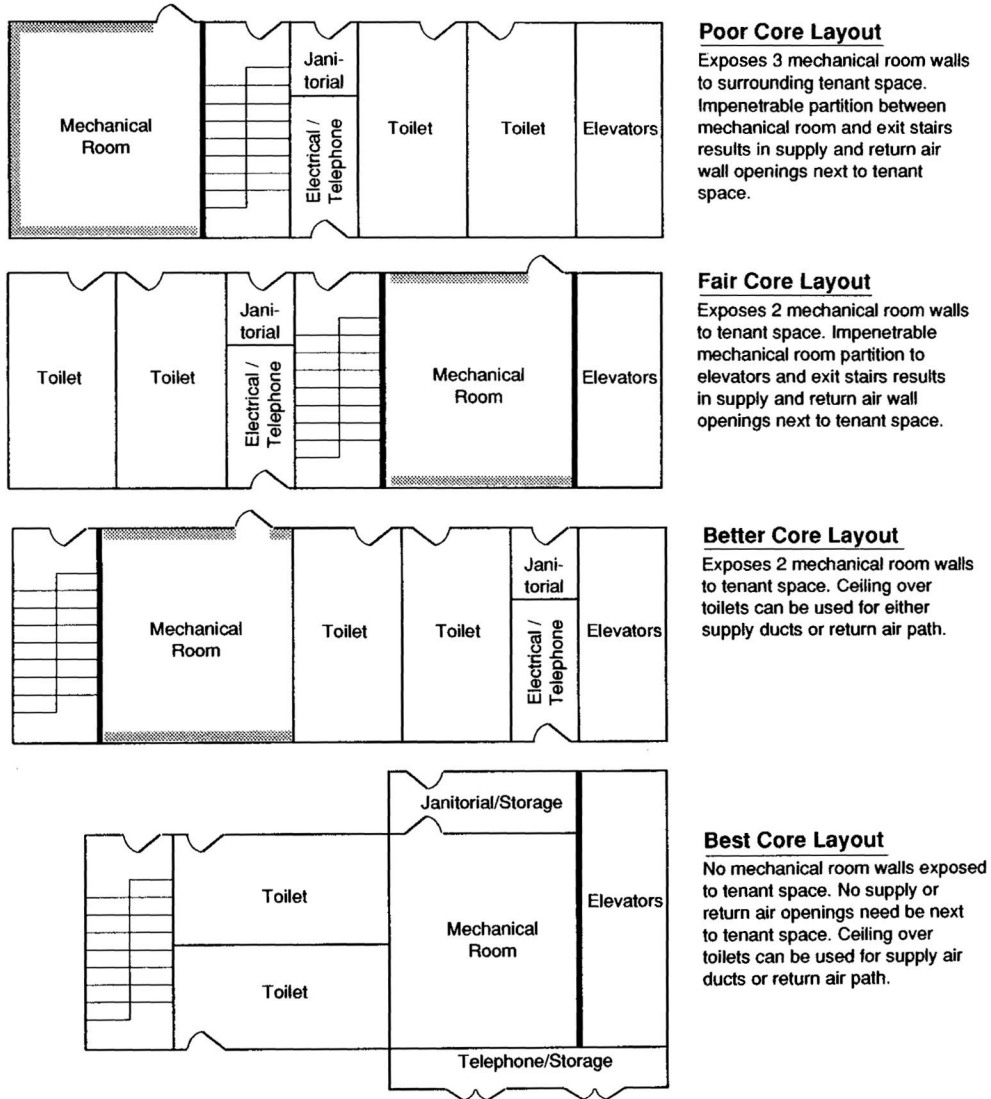 Poor Core Layout
Exposes 3 mechanical room walls
to surrounding tenant space.
Impenetrable partition between
mechanical room and exit stairs
results in supply and return air
wall openings next to tenant
space.
Mechanical
Room
Jani-
torial
Electrical /
Telephone
Toilet
Toilet
Elevators
Fair Core Layout
Exposes 2 mechanical room walls
to tenant space. Impenetrable
mechanical room partition to
elevators and exit stairs results
in supply and return air wall
openings next to tenant space.
Toilet
Toilet
Jani-
torial
Electrical /
Telephone
Mechanical
Room
Elevators
Better Core Layout
Exposes 2 mechanical room walls
to tenant space. Ceiling over
toilets can be used for either
supply ducts or return air path.
Mechanical
Room
Toilet
Toilet
Jani-
torial
Electrical /
Telephone
Elevators
Best Core Layout
No mechanical room walls exposed
to tenant space. No supply or
return air openings need be next
to tenant space. Ceiling over
toilets can be used for supply air
ducts or return air path.
Janitorial/Storage
Toilet
Toilet
Mechanical
Room
Elevators
Telephone/Storage